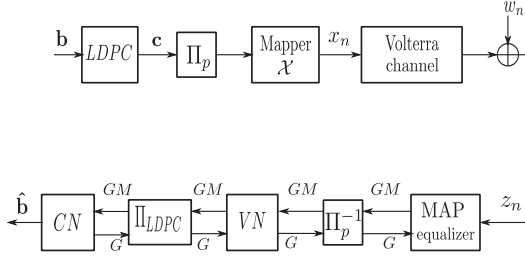 w_n
b LDPC c Π_p Mapper 𝒳 x_n Volterra channel
GM GM GM GM
b̂ CN Π_LDPC VN Π_p^{-1} MAP equalizer z_n
G G G G